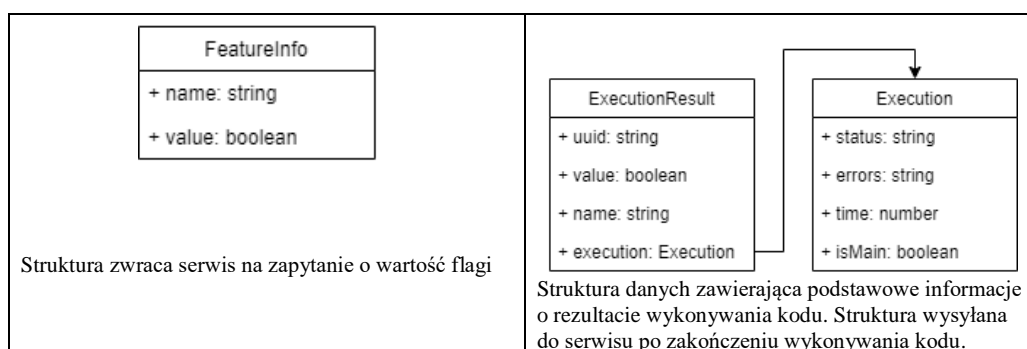 FeatureInfo
+ name: string
+ value: boolean
Struktura zwraca serwis na zapytanie o wartość flagi
ExecutionResult
+ uuid: string
+ value: boolean
+ name: string
+ execution: Execution
Execution
+ status: string
+ errors: string
+ time: number
+ isMain: boolean
Struktura danych zawierająca podstawowe informacje
o rezultacie wykonywania kodu. Struktura wysyłana
do serwisu po zakończeniu wykonywania kodu.